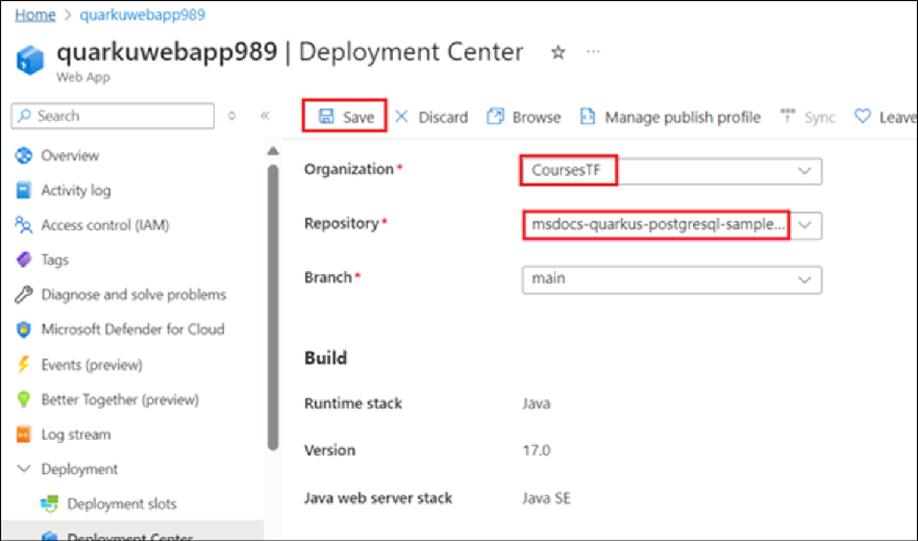 Home > quarkuwebapp989
quarkuwebapp989 | Deployment Center ☆ ...
Web App
Search
Save Discard Browse Manage publish profile Sync Leave
Overview
Activity log
Access control (IAM)
Tags
Diagnose and solve problems
Microsoft Defender for Cloud
Events (preview)
Better Together (preview)
Log stream
Deployment
Deployment slots
Deployment Center
Organization* CoursesTF
Repository* msdocs-quarkus-postgresql-sample...
Branch* main
Build
Runtime stack Java
Version 17.0
Java web server stack Java SE